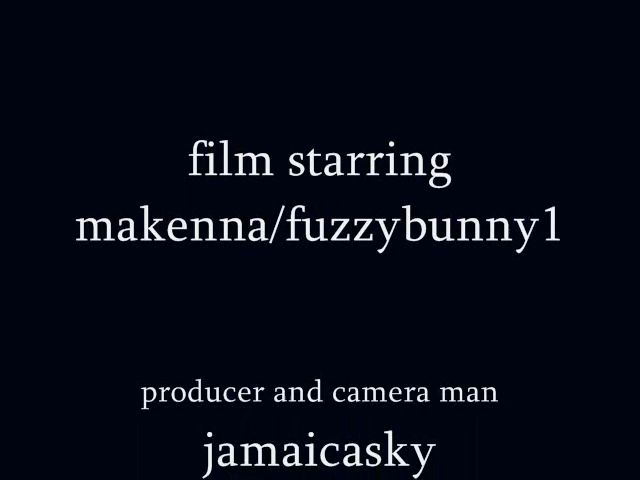 film starring
makenna/fuzzybunny1
producer and camera man
jamaicasky